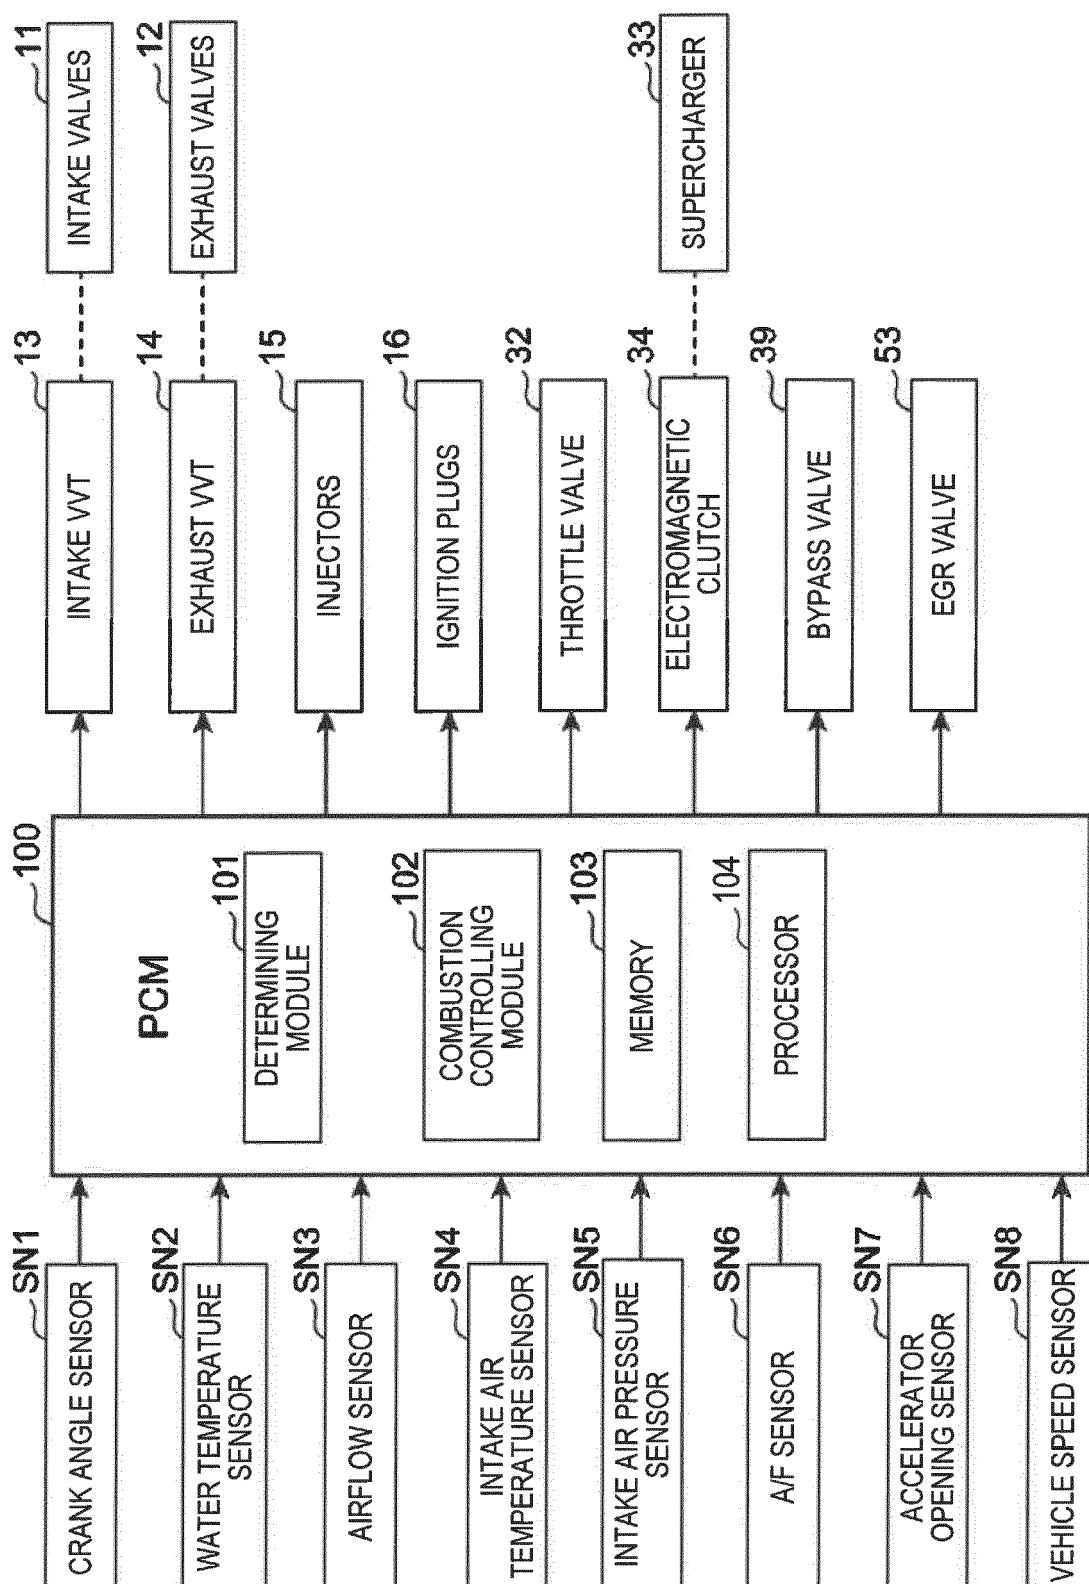 SN1
CRANK ANGLE SENSOR
SN2
WATER TEMPERATURE
SENSOR
SN3
AIRFLOW SENSOR
SN4
INTAKE AIR
TEMPERATURE SENSOR
SN5
INTAKE AIR PRESSURE
SENSOR
SN6
A/F SENSOR
SN7
ACCELERATOR
OPENING SENSOR
SN8
VEHICLE SPEED SENSOR
100
PCM
101
DETERMINING
MODULE
102
COMBUSTION
CONTROLLING
MODULE
103
MEMORY
104
PROCESSOR
13
INTAKE VVT
14
EXHAUST VVT
15
INJECTORS
16
IGNITION PLUGS
32
THROTTLE VALVE
34
ELECTROMAGNETIC
CLUTCH
39
BYPASS VALVE
53
EGR VALVE
11
INTAKE VALVES
12
EXHAUST VALVES
33
SUPERCHARGER